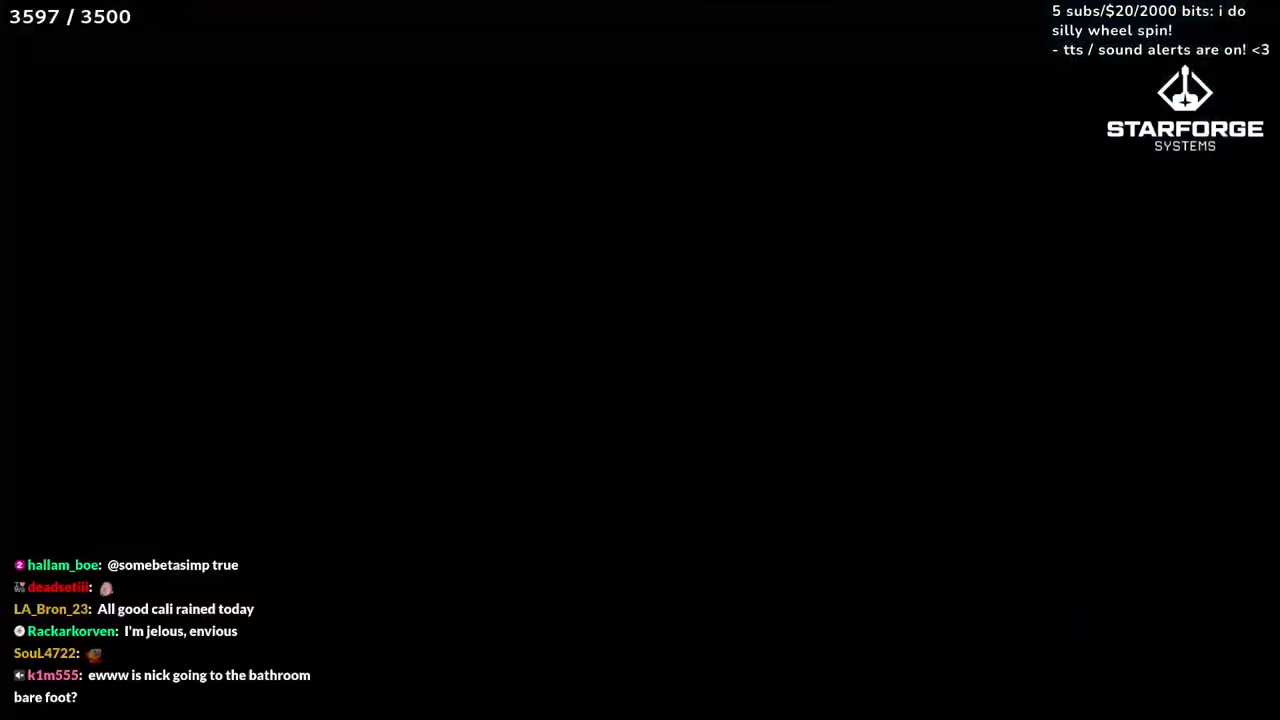 3597 / 3500
5 subs/$20/2000 bits: i do
silly wheel spin!
- tts / sound alerts are on! <3
STARFORGE
SYSTEMS
2 hallam_boe: @somebetasimp true
deadsetiii:
LA_Bron_23: All good cali rained today
Rackarkorven: I'm jelous, envious
SouL4722:
k1m555: ewww is nick going to the bathroom
bare foot?